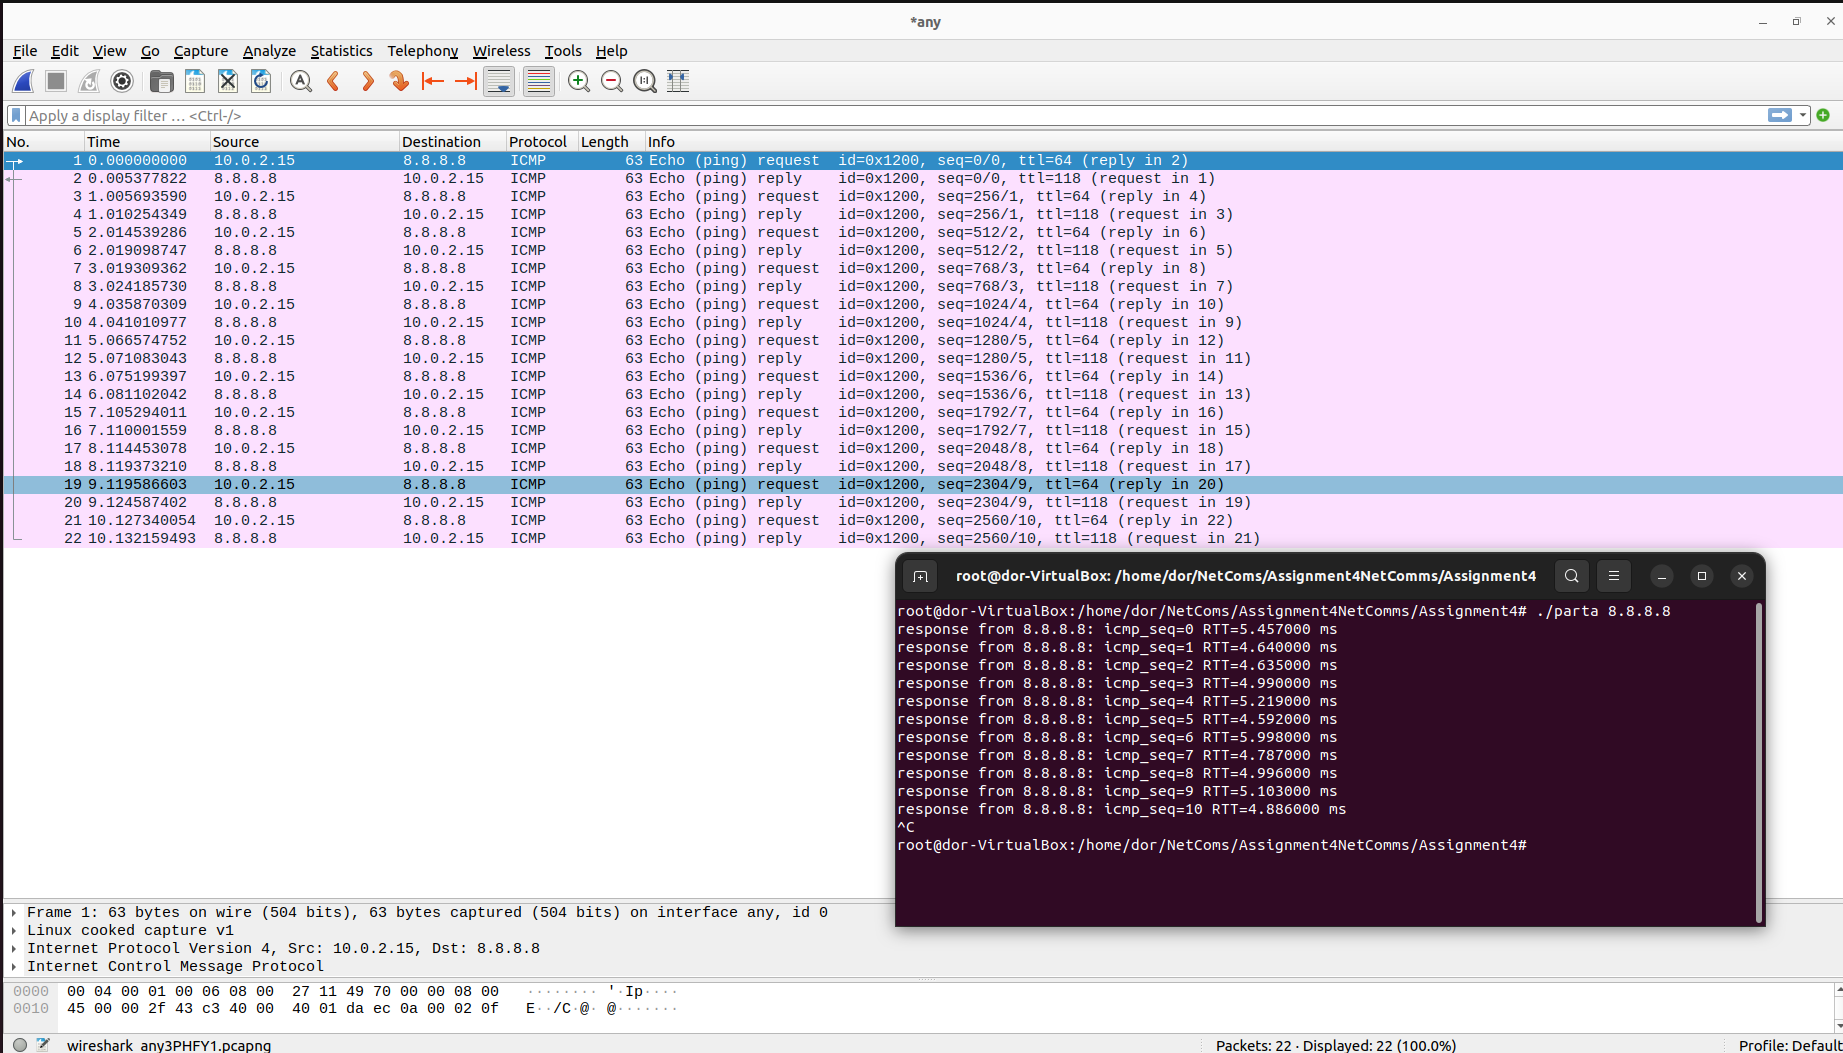 *any
File Edit View Go Capture Analyze Statistics Telephony Wireless Tools Help
Apply a display filter … <Ctrl-/>
No. Time Source Destination Protocol Length Info
1 0.000000000 10.0.2.15 8.8.8.8 ICMP 63 Echo (ping) request id=0x1200, seq=0/0, ttl=64 (reply in 2)
2 0.005377822 8.8.8.8 10.0.2.15 ICMP 63 Echo (ping) reply id=0x1200, seq=0/0, ttl=118 (request in 1)
3 1.005693590 10.0.2.15 8.8.8.8 ICMP 63 Echo (ping) request id=0x1200, seq=256/1, ttl=64 (reply in 4)
4 1.010254349 8.8.8.8 10.0.2.15 ICMP 63 Echo (ping) reply id=0x1200, seq=256/1, ttl=118 (request in 3)
5 2.014539286 10.0.2.15 8.8.8.8 ICMP 63 Echo (ping) request id=0x1200, seq=512/2, ttl=64 (reply in 6)
6 2.019098747 8.8.8.8 10.0.2.15 ICMP 63 Echo (ping) reply id=0x1200, seq=512/2, ttl=118 (request in 5)
7 3.019309362 10.0.2.15 8.8.8.8 ICMP 63 Echo (ping) request id=0x1200, seq=768/3, ttl=64 (reply in 8)
8 3.024185730 8.8.8.8 10.0.2.15 ICMP 63 Echo (ping) reply id=0x1200, seq=768/3, ttl=118 (request in 7)
9 4.035870309 10.0.2.15 8.8.8.8 ICMP 63 Echo (ping) request id=0x1200, seq=1024/4, ttl=64 (reply in 10)
10 4.041010977 8.8.8.8 10.0.2.15 ICMP 63 Echo (ping) reply id=0x1200, seq=1024/4, ttl=118 (request in 9)
11 5.066574752 10.0.2.15 8.8.8.8 ICMP 63 Echo (ping) request id=0x1200, seq=1280/5, ttl=64 (reply in 12)
12 5.071083043 8.8.8.8 10.0.2.15 ICMP 63 Echo (ping) reply id=0x1200, seq=1280/5, ttl=118 (request in 11)
13 6.075199397 10.0.2.15 8.8.8.8 ICMP 63 Echo (ping) request id=0x1200, seq=1536/6, ttl=64 (reply in 14)
14 6.081102042 8.8.8.8 10.0.2.15 ICMP 63 Echo (ping) reply id=0x1200, seq=1536/6, ttl=118 (request in 13)
15 7.105294011 10.0.2.15 8.8.8.8 ICMP 63 Echo (ping) request id=0x1200, seq=1792/7, ttl=64 (reply in 16)
16 7.110001559 8.8.8.8 10.0.2.15 ICMP 63 Echo (ping) reply id=0x1200, seq=1792/7, ttl=118 (request in 15)
17 8.114453078 10.0.2.15 8.8.8.8 ICMP 63 Echo (ping) request id=0x1200, seq=2048/8, ttl=64 (reply in 18)
18 8.119373210 8.8.8.8 10.0.2.15 ICMP 63 Echo (ping) reply id=0x1200, seq=2048/8, ttl=118 (request in 17)
19 9.119586603 10.0.2.15 8.8.8.8 ICMP 63 Echo (ping) request id=0x1200, seq=2304/9, ttl=64 (reply in 20)
20 9.124587402 8.8.8.8 10.0.2.15 ICMP 63 Echo (ping) reply id=0x1200, seq=2304/9, ttl=118 (request in 19)
21 10.127340054 10.0.2.15 8.8.8.8 ICMP 63 Echo (ping) request id=0x1200, seq=2560/10, ttl=64 (reply in 22)
22 10.132159493 8.8.8.8 10.0.2.15 ICMP 63 Echo (ping) reply id=0x1200, seq=2560/10, ttl=118 (request in 21)
root@dor-VirtualBox: /home/dor/NetComs/Assignment4NetComms/Assignment4
root@dor-VirtualBox:/home/dor/NetComs/Assignment4NetComms/Assignment4# ./parta 8.8.8.8
response from 8.8.8.8: icmp_seq=0 RTT=5.457000 ms
response from 8.8.8.8: icmp_seq=1 RTT=4.640000 ms
response from 8.8.8.8: icmp_seq=2 RTT=4.635000 ms
response from 8.8.8.8: icmp_seq=3 RTT=4.990000 ms
response from 8.8.8.8: icmp_seq=4 RTT=5.219000 ms
response from 8.8.8.8: icmp_seq=5 RTT=4.592000 ms
response from 8.8.8.8: icmp_seq=6 RTT=5.998000 ms
response from 8.8.8.8: icmp_seq=7 RTT=4.787000 ms
response from 8.8.8.8: icmp_seq=8 RTT=4.996000 ms
response from 8.8.8.8: icmp_seq=9 RTT=5.103000 ms
response from 8.8.8.8: icmp_seq=10 RTT=4.886000 ms
^C
root@dor-VirtualBox:/home/dor/NetComs/Assignment4NetComms/Assignment4#
Frame 1: 63 bytes on wire (504 bits), 63 bytes captured (504 bits) on interface any, id 0
Linux cooked capture v1
Internet Protocol Version 4, Src: 10.0.2.15, Dst: 8.8.8.8
Internet Control Message Protocol
0000 00 04 00 01 00 06 08 00 27 11 49 70 00 00 08 00 ········ '·Ip····
0010 45 00 00 2f 43 c3 40 00 40 01 da ec 0a 00 02 0f E··/C·@· @·······
wireshark_any3PHFY1.pcapng Packets: 22 · Displayed: 22 (100.0%) Profile: Default